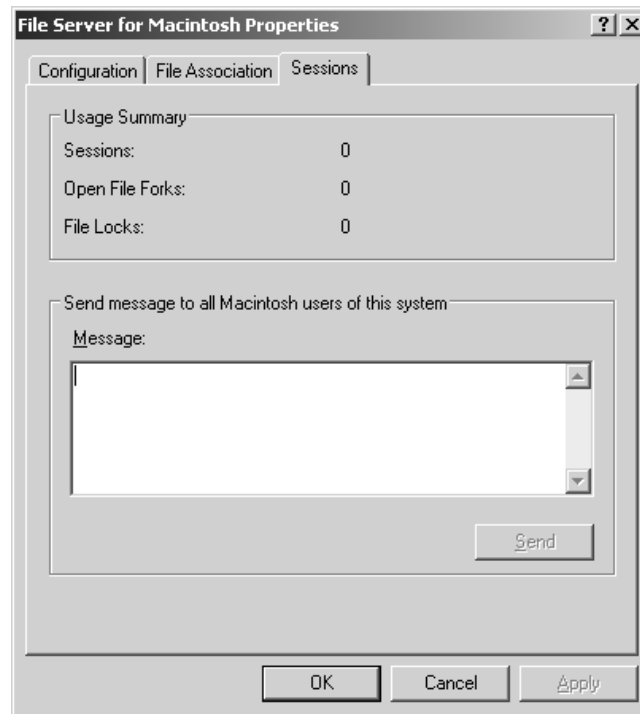 File Server for Macintosh Properties
Configuration File Association Sessions
Usage Summary
Sessions: 0
Open File Forks: 0
File Locks: 0
Send message to all Macintosh users of this system
Message:
Send
OK Cancel Apply